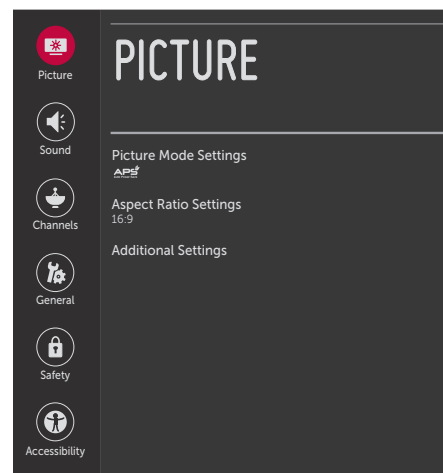 Picture
Sound
Channels
General
Safety
Accessibility
PICTURE
Picture Mode Settings
APS
Aspect Ratio Settings
16:9
Additional Settings